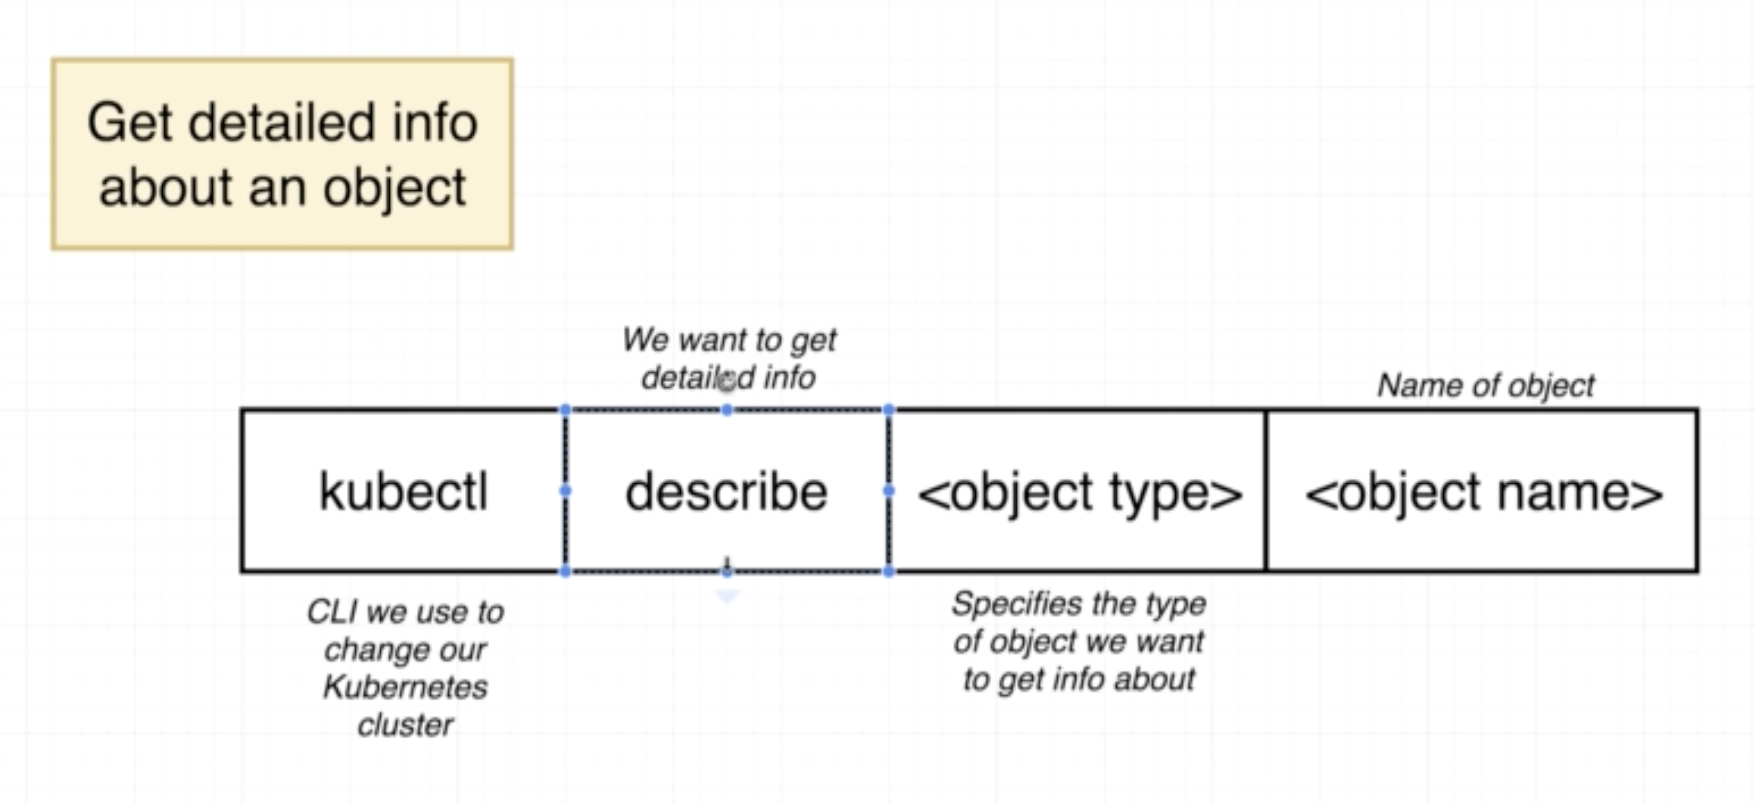 Get detailed info
about an object
We want to get
detailed info
Name of object
kubectl
describe
<object type>
<object name>
CLI we use to
change our
Kubernetes
cluster
Specifies the type
of object we want
to get info about